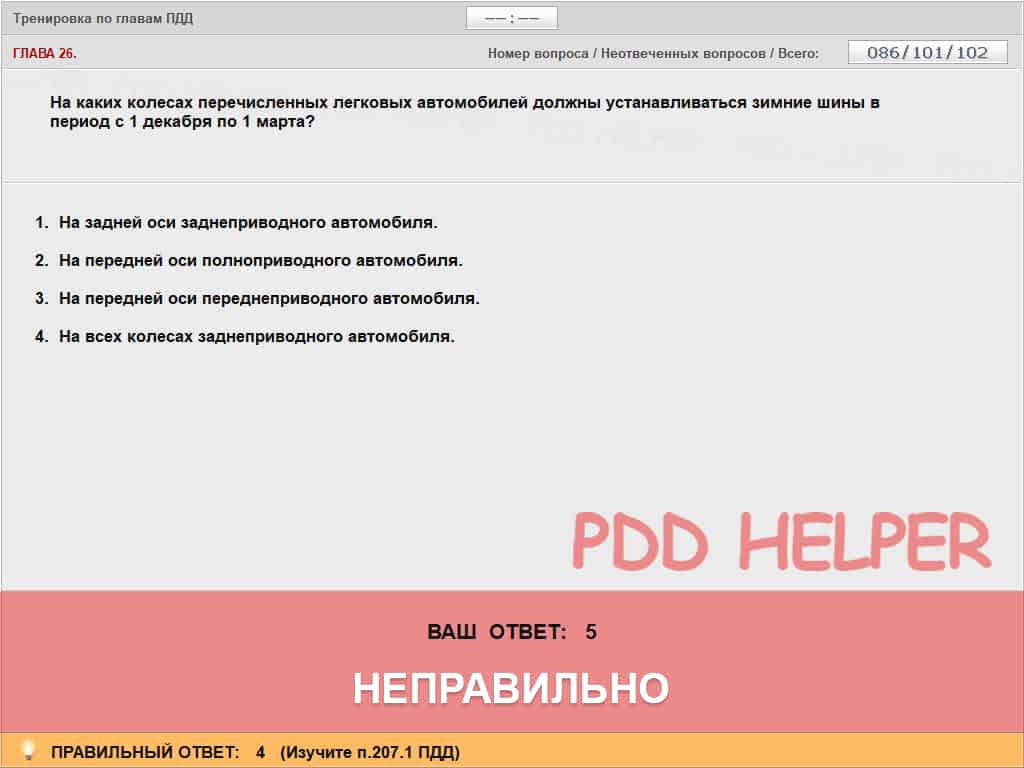 Тренировка по главам ПДД
—— : ——
ГЛАВА 26.
Номер вопроса / Неотвеченных вопросов / Всего:
086/101/102
На каких колесах перечисленных легковых автомобилей должны устанавливаться зимние шины в
период с 1 декабря по 1 марта?
1. На задней оси заднеприводного автомобиля.
2. На передней оси полноприводного автомобиля.
3. На передней оси переднеприводного автомобиля.
4. На всех колесах заднеприводного автомобиля.
PDD HELPER
ВАШ ОТВЕТ: 5
НЕПРАВИЛЬНО
ПРАВИЛЬНЫЙ ОТВЕТ: 4 (Изучите п.207.1 ПДД)